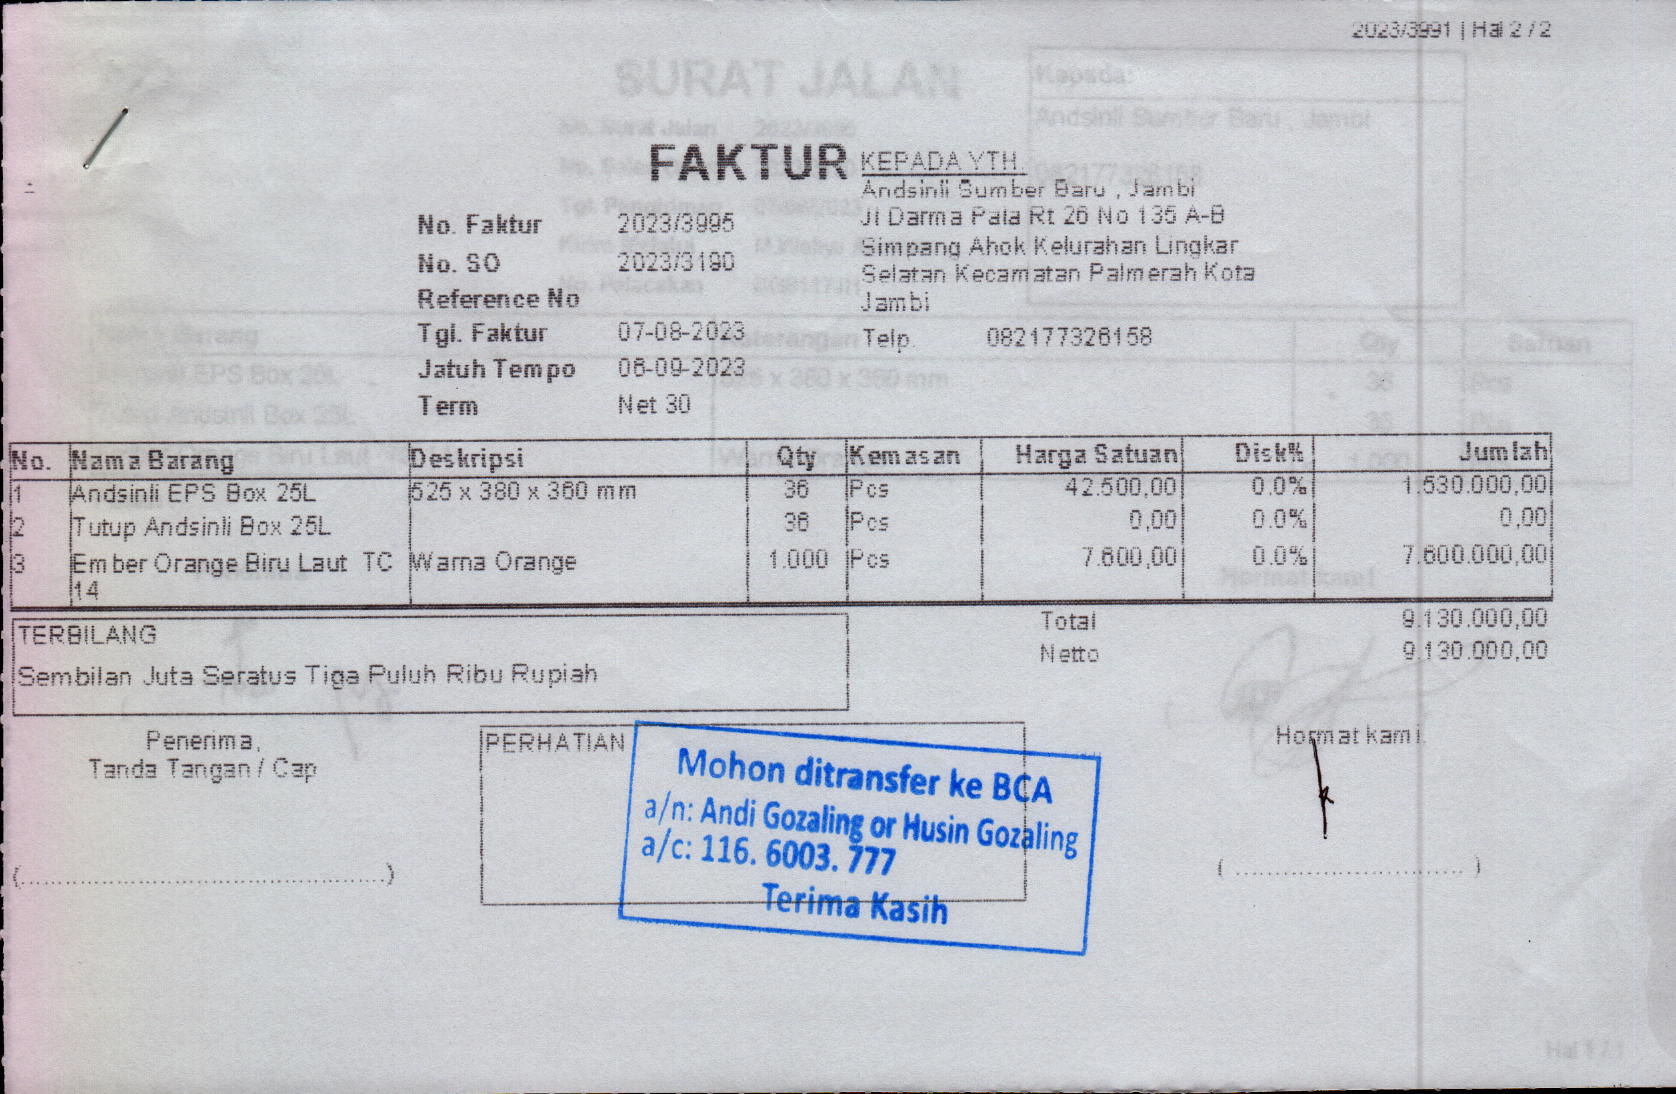 2023/3991 | Hal 2 / 2
SURAT JALAN
Kepada:
Andsinli Sumber Baru , Jambi
FAKTUR
KEPADA YTH.
Andsinli Sumber Baru , Jambi
Jl Darma Pala Rt 26 No 135 A-B
Simpang Ahok Kelurahan Lingkar
Selatan Kecamatan Palmerah Kota
Jambi
Telp. 082177326158
No. Faktur 2023/3995
No. SO 2023/3190
Reference No
Tgl. Faktur 07-08-2023
Jatuh Tempo 06-09-2023
Term Net 30
No. Nama Barang Deskripsi Qty Kemasan Harga Satuan Disk% Jumlah
1 Andsinli EPS Box 25L 525 x 380 x 360 mm 36 Pcs 42.500,00 0.0% 1.530.000,00
2 Tutup Andsinli Box 25L 36 Pcs 0,00 0.0% 0,00
3 Ember Orange Biru Laut TC Warna Orange 1.000 Pcs 7.600,00 0.0% 7.600.000,00
14
Total 9.130.000,00
Netto 9.130.000,00
TERBILANG
Sembilan Juta Seratus Tiga Puluh Ribu Rupiah
Penerima,
Tanda Tangan / Cap
PERHATIAN
Mohon ditransfer ke BCA
a/n: Andi Gozaling or Husin Gozaling
a/c: 116. 6003. 777
Terima Kasih
Hormat kami.